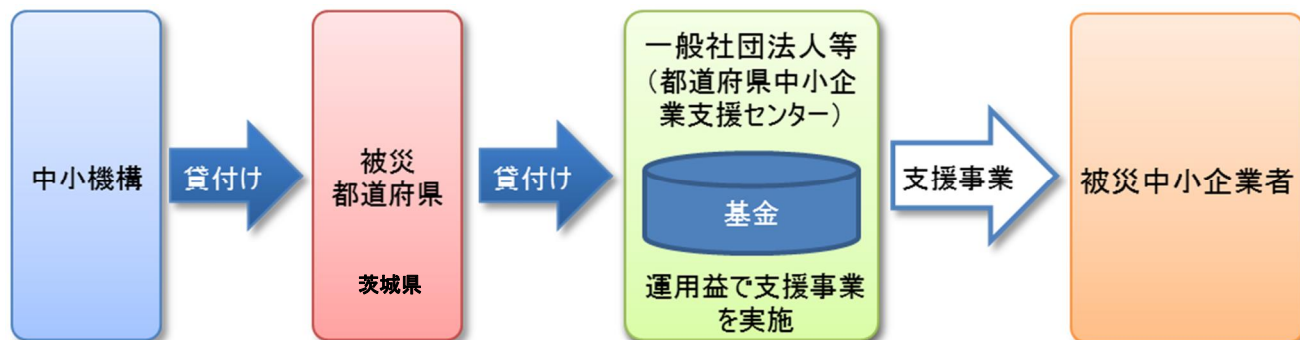 中小機構
貸付け
被災
都道府県
茨城県
貸付け
一般社団法人等
（都道府県中小企
業支援センター）
基金
運用益で支援事業
を実施
支援事業
被災中小企業者